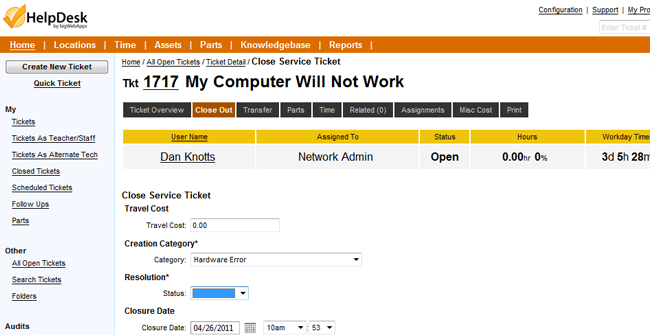 HelpDesk
by bigWebApps
Configuration | Support | My Pro
Enter Ticket #
Home | Locations | Time | Assets | Parts | Knowledgebase | Reports |
Create New Ticket
Quick Ticket
My
Tickets
Tickets As Teacher/Staff
Tickets As Alternate Tech
Closed Tickets
Scheduled Tickets
Follow Ups
Parts
Other
All Open Tickets
Search Tickets
Folders
Audits
Home / All Open Tickets / Ticket Detail / Close Service Ticket
Tkt 1717 My Computer Will Not Work
Ticket Overview Close Out Transfer Parts Time Related (0) Assignments Misc Cost Print
User Name Assigned To Status Hours Workday Time
Dan Knotts Network Admin Open 0.00hr 0% 3d 5h 28m
Close Service Ticket
Travel Cost
Travel Cost: 0.00
Creation Category*
Category: Hardware Error
Resolution*
Status:
Closure Date
Closure Date: 04/26/2011 10am : 53